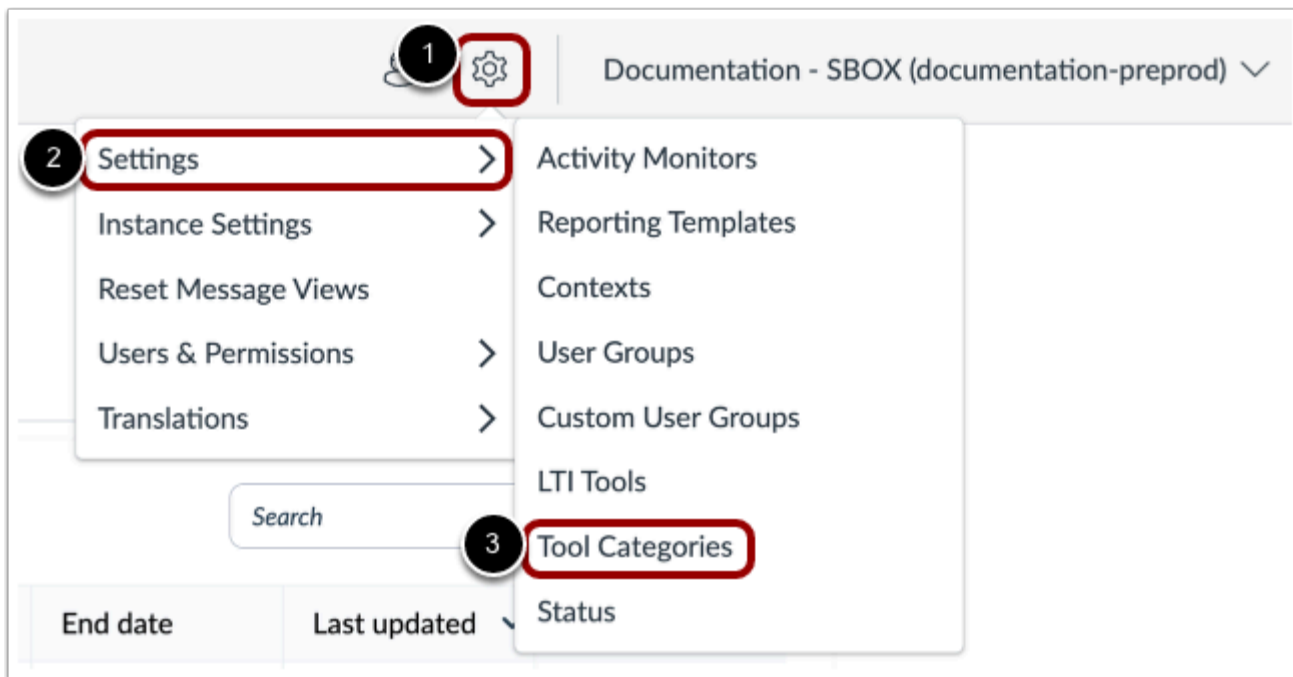 1
Documentation - SBOX (documentation-preprod)
2
Settings
Instance Settings
Reset Message Views
Users & Permissions
Translations
Activity Monitors
Reporting Templates
Contexts
User Groups
Custom User Groups
LTI Tools
3
Tool Categories
Status
Search
End date
Last updated